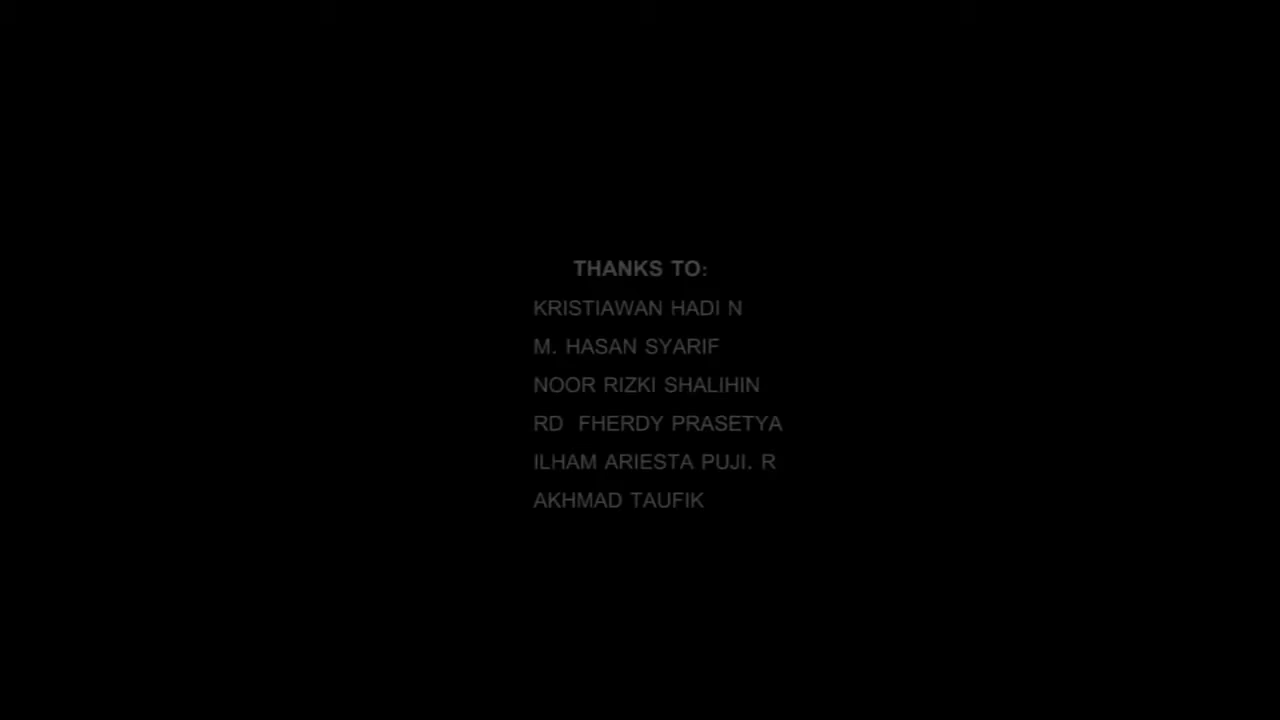 THANKS TO:
KRISTIAWAN HADI N
M. HASAN SYARIF
NOOR RIZKI SHALIHIN
RD  FHERDY PRASETYA
ILHAM ARIESTA PUJI. R
AKHMAD TAUFIK